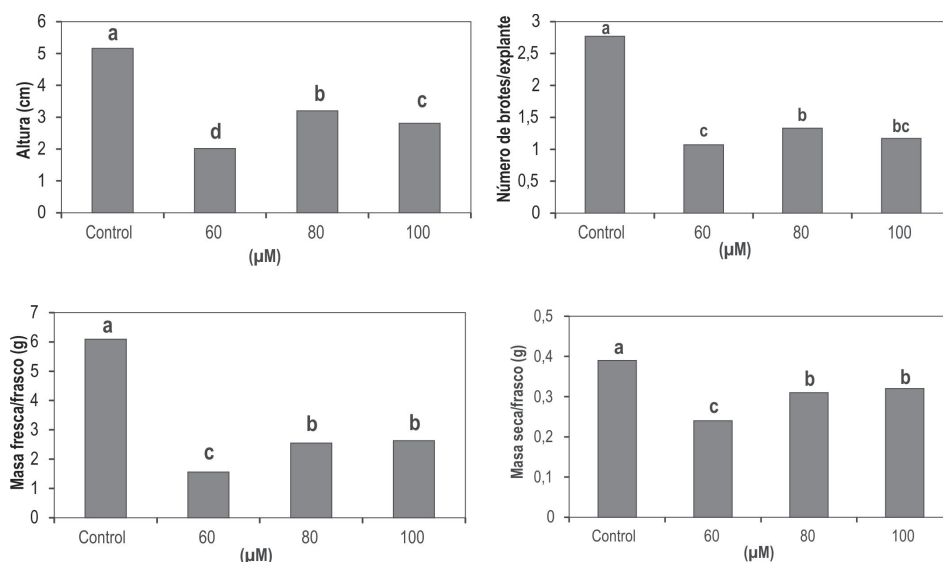 Altura (cm)
6
5
4
3
2
1
0
a
d
b
c
Control 60 80 100
(µM)
Número de brotes/explante
3
2,5
2
1,5
1
0,5
0
a
c
b
bc
Control 60 80 100
(µM)
Masa fresca/frasco (g)
7
6
5
4
3
2
1
0
a
c
b
b
Control 60 80 100
(µM)
Masa seca/frasco (g)
0,5
0,4
0,3
0,2
0,1
0
a
c
b
b
Control 60 80 100
(µM)